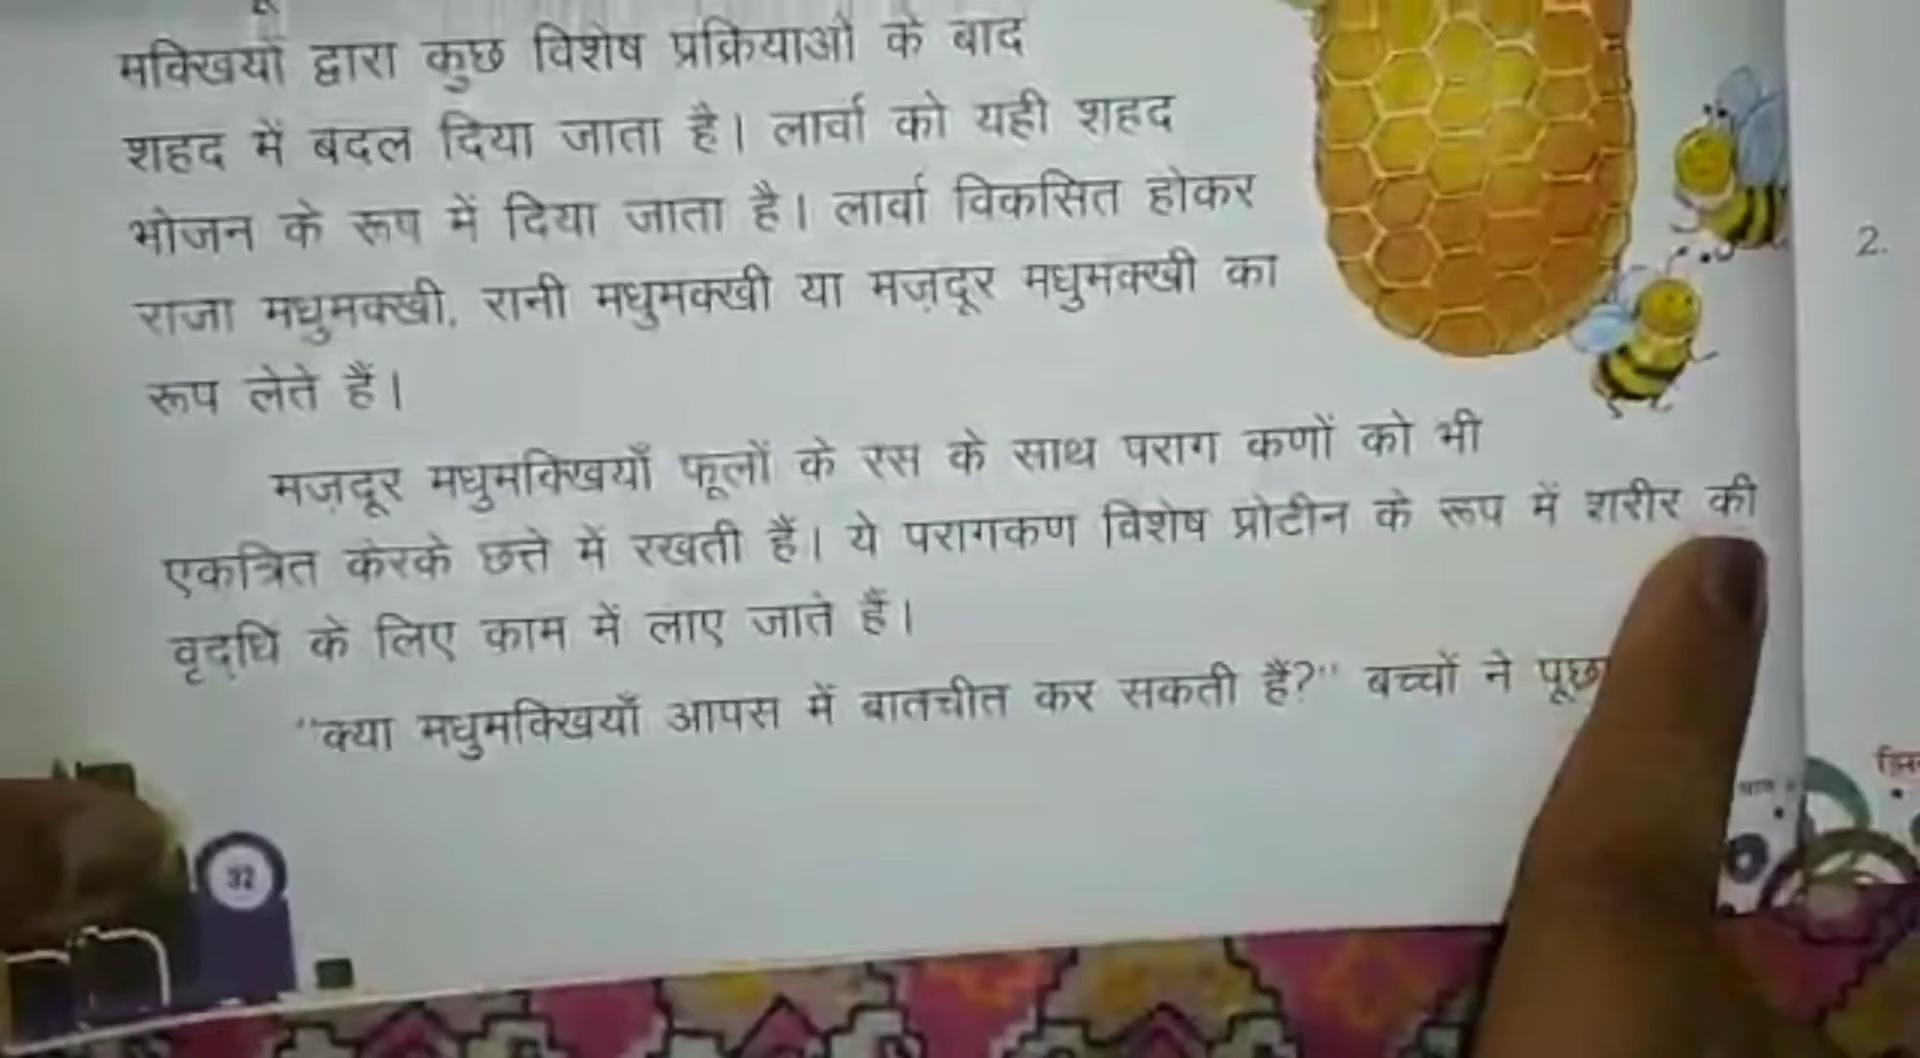 मक्खियों द्वारा कुछ विशेष प्रक्रियाओं के बाद
शहद में बदल दिया जाता है। लार्वा को यही शहद
भोजन के रूप में दिया जाता है। लार्वा विकसित होकर
राजा मधुमक्खी, रानी मधुमक्खी या मज़दूर मधुमक्खी का
रूप लेते हैं।
मज़दूर मधुमक्खियाँ फूलों के रस के साथ पराग कणों को भी
एकत्रित करके छत्ते में रखती हैं। ये परागकण विशेष प्रोटीन के रूप में शरीर की
वृद्धि के लिए काम में लाए जाते हैं।
"क्या मधुमक्खियाँ आपस में बातचीत कर सकती हैं?" बच्चों ने पूछा
32
2.